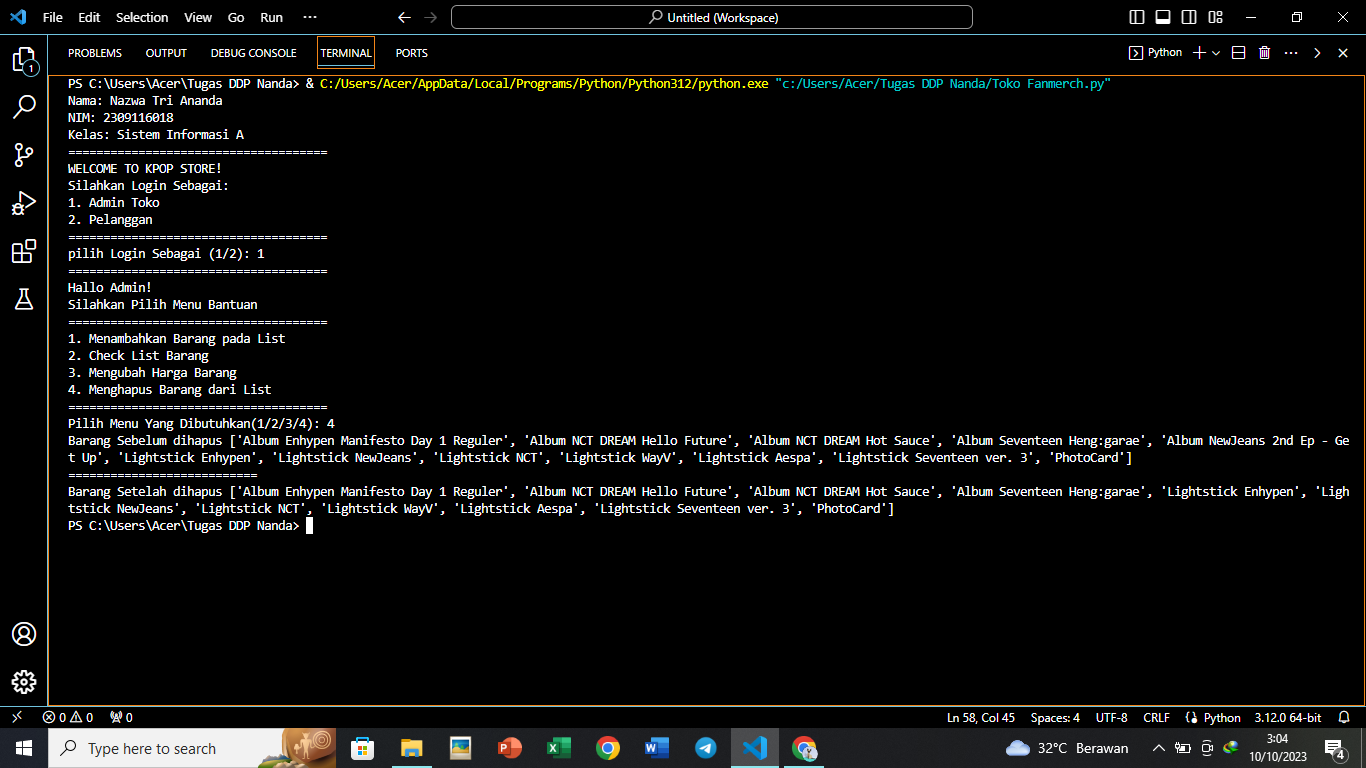 File Edit Selection View Go Run ··· Untitled (Workspace)
PROBLEMS OUTPUT DEBUG CONSOLE TERMINAL PORTS Python
1
PS C:\Users\Acer\Tugas DDP Nanda> & C:/Users/Acer/AppData/Local/Programs/Python/Python312/python.exe "c:/Users/Acer/Tugas DDP Nanda/Toko Fanmerch.py"
Nama: Nazwa Tri Ananda
NIM: 2309116018
Kelas: Sistem Informasi A
=====================================
WELCOME TO KPOP STORE!
Silahkan Login Sebagai:
1. Admin Toko
2. Pelanggan
=====================================
pilih Login Sebagai (1/2): 1
=====================================
Hallo Admin!
Silahkan Pilih Menu Bantuan
=====================================
1. Menambahkan Barang pada List
2. Check List Barang
3. Mengubah Harga Barang
4. Menghapus Barang dari List
=====================================
Pilih Menu Yang Dibutuhkan(1/2/3/4): 4
Barang Sebelum dihapus ['Album Enhypen Manifesto Day 1 Reguler', 'Album NCT DREAM Hello Future', 'Album NCT DREAM Hot Sauce', 'Album Seventeen Heng:garae', 'Album NewJeans 2nd Ep - Ge
t Up', 'Lightstick Enhypen', 'Lightstick NewJeans', 'Lightstick NCT', 'Lightstick WayV', 'Lightstick Aespa', 'Lightstick Seventeen ver. 3', 'PhotoCard']
===========================
Barang Setelah dihapus ['Album Enhypen Manifesto Day 1 Reguler', 'Album NCT DREAM Hello Future', 'Album NCT DREAM Hot Sauce', 'Album Seventeen Heng:garae', 'Lightstick Enhypen', 'Ligh
tstick NewJeans', 'Lightstick NCT', 'Lightstick WayV', 'Lightstick Aespa', 'Lightstick Seventeen ver. 3', 'PhotoCard']
PS C:\Users\Acer\Tugas DDP Nanda>
0 0 0 Ln 58, Col 45 Spaces: 4 UTF-8 CRLF Python 3.12.0 64-bit
Type here to search 32°C Berawan 3:04
10/10/2023 4